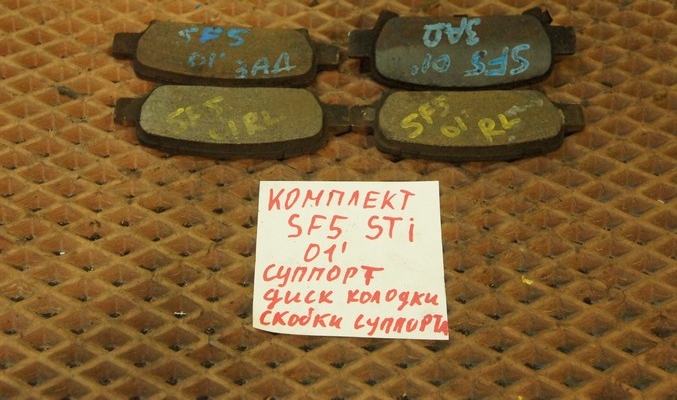 SF5
01' ЗАД
ЗАД
SF5 01'
SF5
01 RL
SF5
01' RL
КОМПЛЕКТ
SF5 STi
01'
СУППОРТ
диск колодки
скобки суппорта